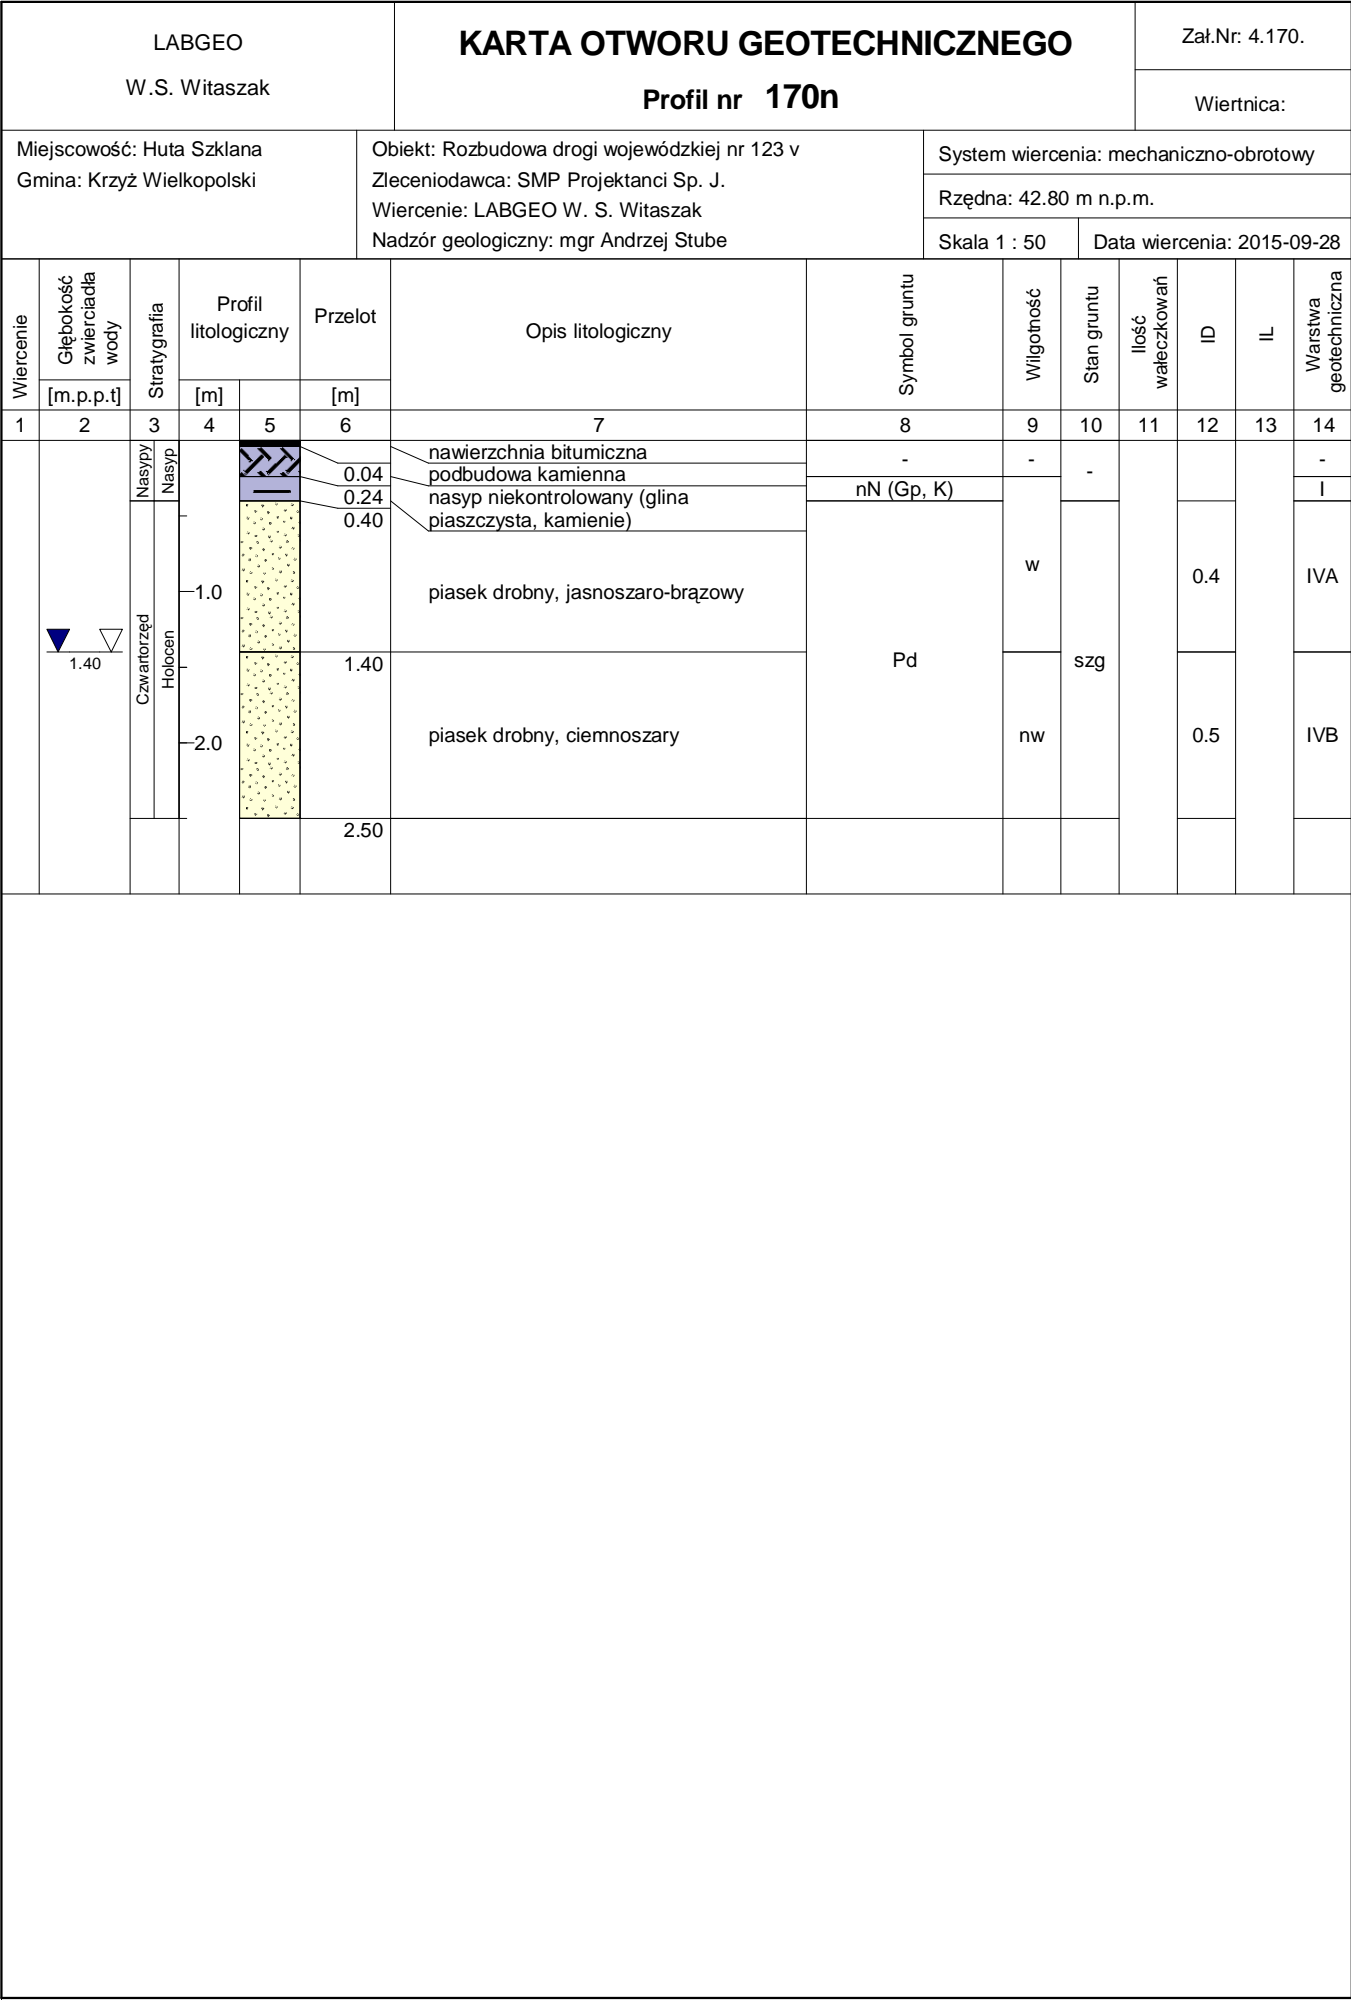 LABGEO
W.S. Witaszak
KARTA OTWORU GEOTECHNICZNEGO
Profil nr 170n
Zał.Nr: 4.170.
Wiertnica:
Miejscowość: Huta Szklana
Gmina: Krzyż Wielkopolski
Obiekt: Rozbudowa drogi wojewódzkiej nr 123 v
Zleceniodawca: SMP Projektanci Sp. J.
Wiercenie: LABGEO W. S. Witaszak
Nadzór geologiczny: mgr Andrzej Stube
System wiercenia: mechaniczno-obrotowy
Rzędna: 42.80 m n.p.m.
Skala 1 : 50
Data wiercenia: 2015-09-28
Wiercenie
Głębokość
zwierciadła
wody
[m.p.p.t]
Stratygrafia
Profil
litologiczny
[m]
Przelot
[m]
Opis litologiczny
Symbol gruntu
Wilgotność
Stan gruntu
Ilość
wałeczkowań
ID
IL
Warstwa
geotechniczna
1 2 3 4 5 6 7 8 9 10 11 12 13 14
Nasypy
Nasyp
nawierzchnia bitumiczna
- - - -
0.04 podbudowa kamienna
0.24 nasyp niekontrolowany (glina
nN (Gp, K) I
0.40 piaszczysta, kamienie)
w
1.0 piasek drobny, jasnoszaro-brązowy 0.4 IVA
Czwartorzęd
Holocen
1.40
1.40
Pd szg
2.0 piasek drobny, ciemnoszary nw 0.5 IVB
2.50